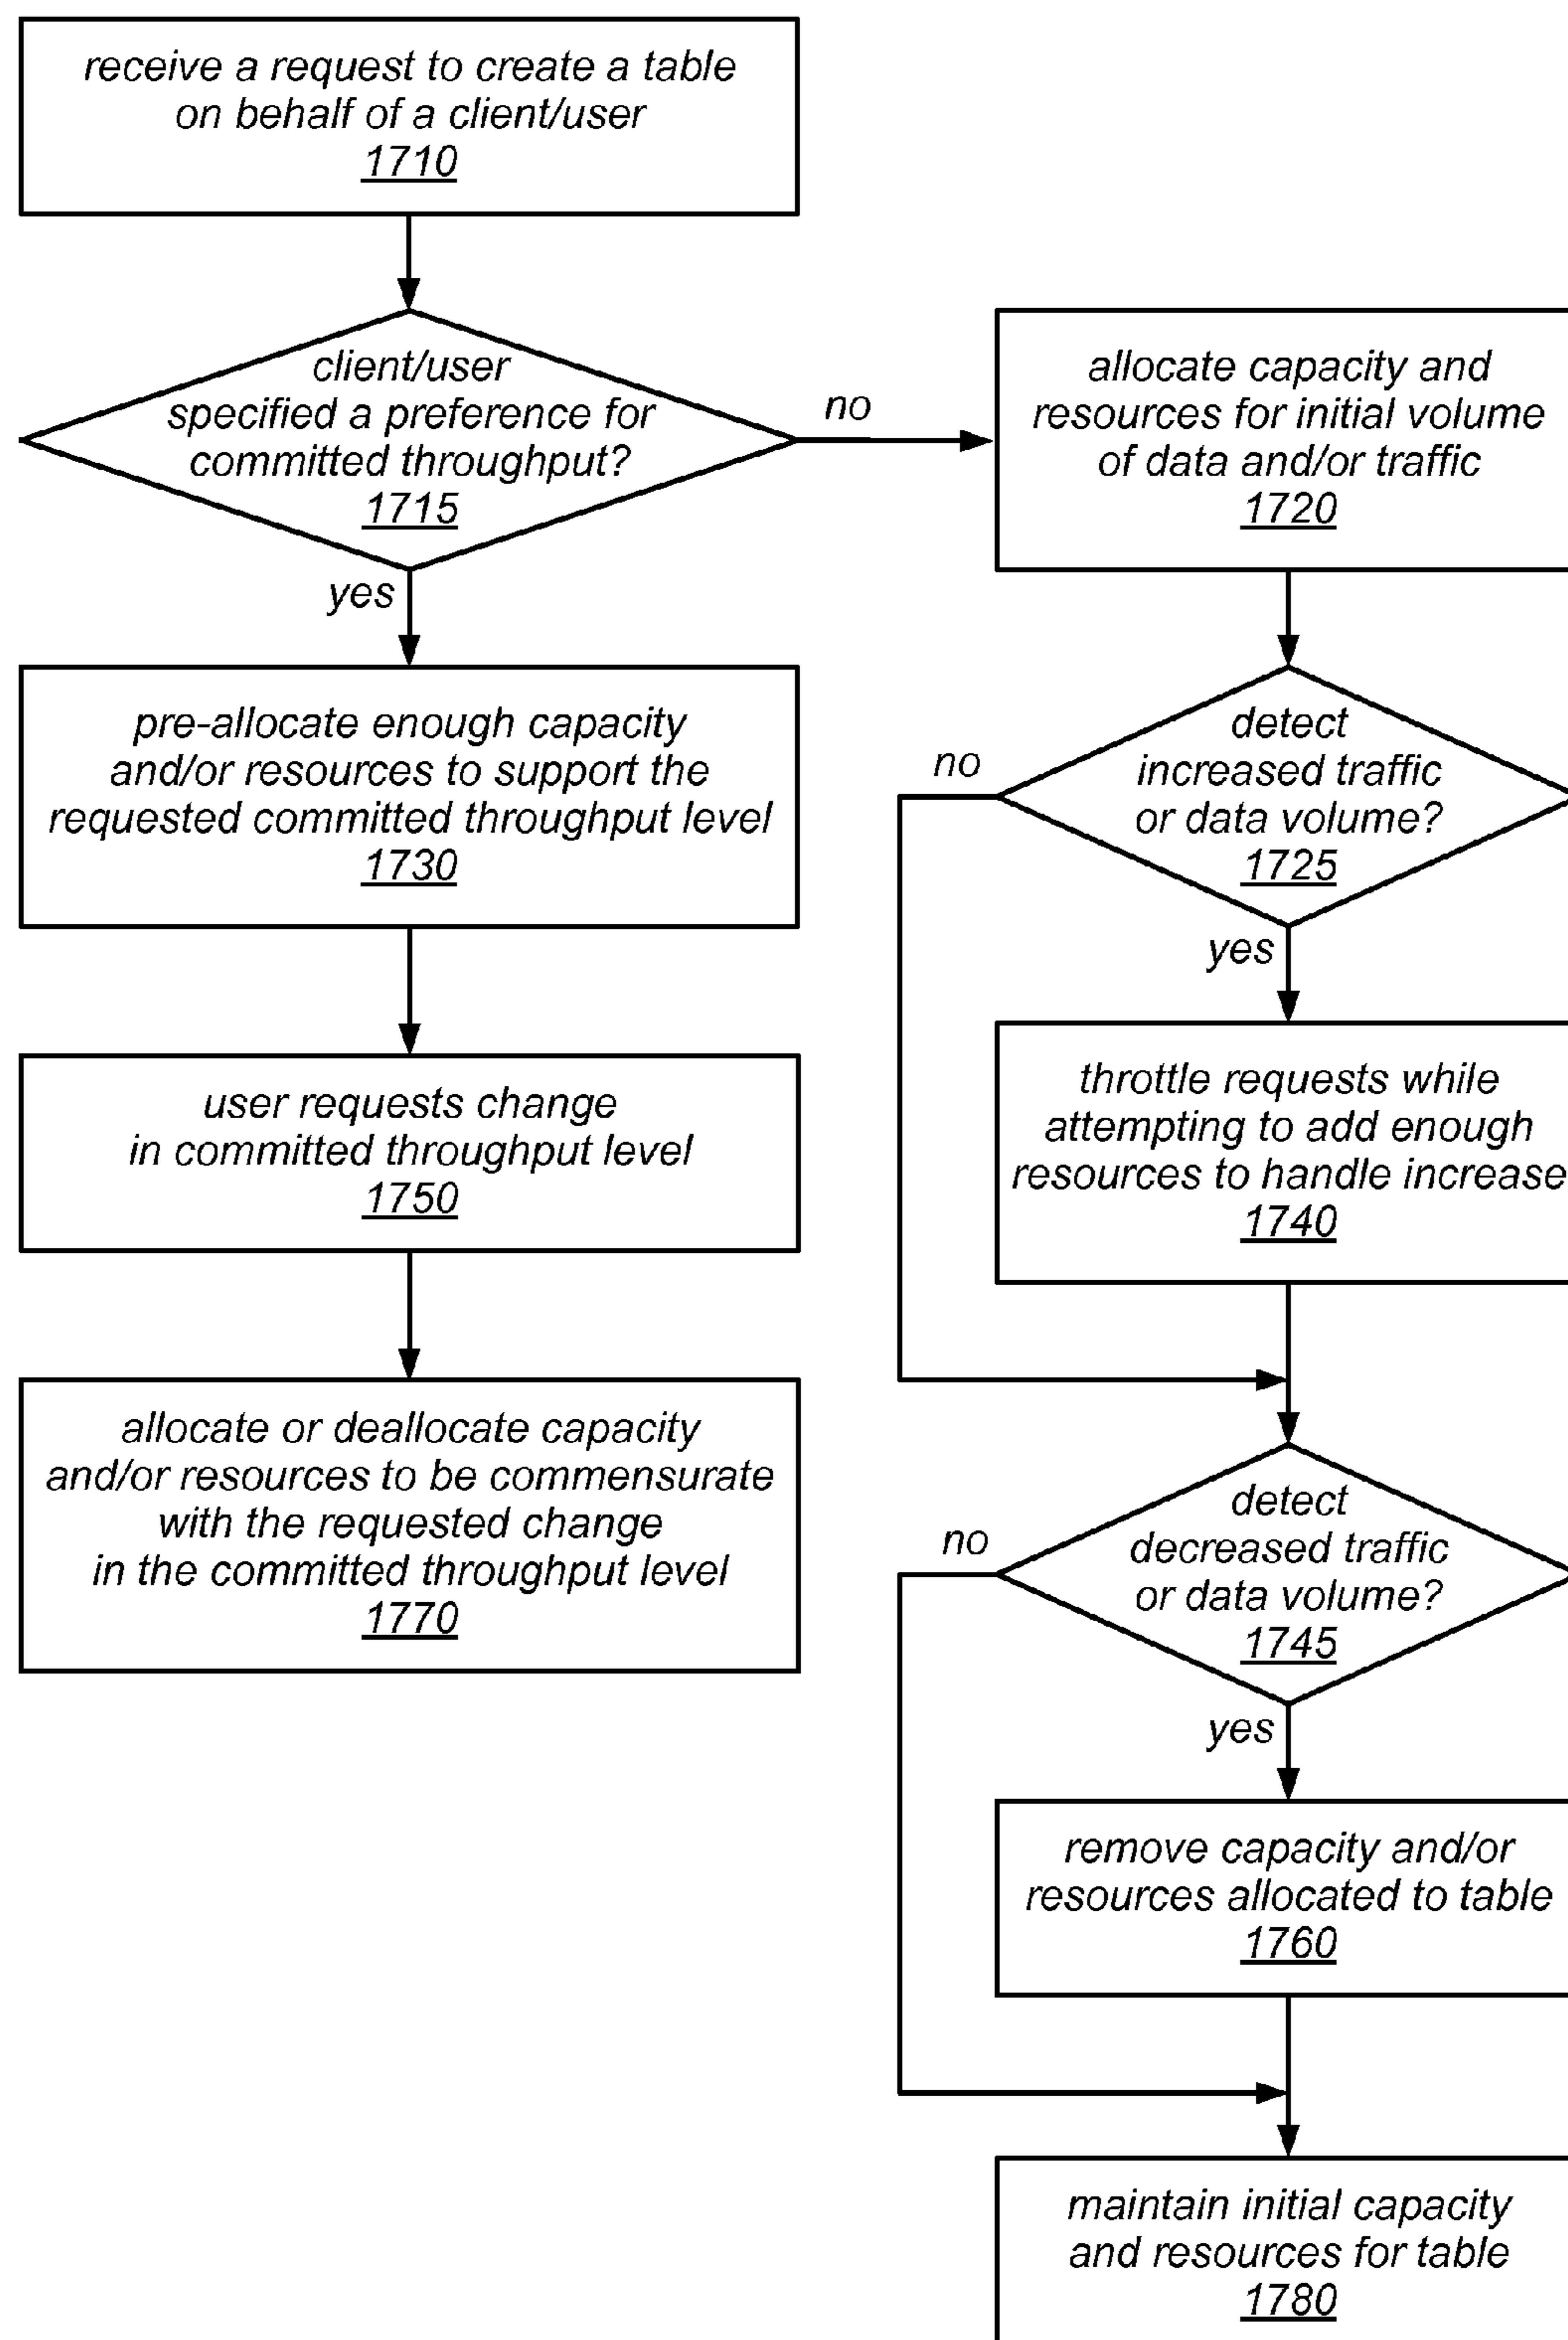 receive a request to create a table
on behalf of a client/user
1710
client/user
specified a preference for
committed throughput?
1715
no
yes
allocate capacity and
resources for initial volume
of data and/or traffic
1720
pre-allocate enough capacity
and/or resources to support the
requested committed throughput level
1730
detect
increased traffic
or data volume?
1725
no
yes
user requests change
in committed throughput level
1750
throttle requests while
attempting to add enough
resources to handle increase
1740
allocate or deallocate capacity
and/or resources to be commensurate
with the requested change
in the committed throughput level
1770
detect
decreased traffic
or data volume?
1745
no
yes
remove capacity and/or
resources allocated to table
1760
maintain initial capacity
and resources for table
1780